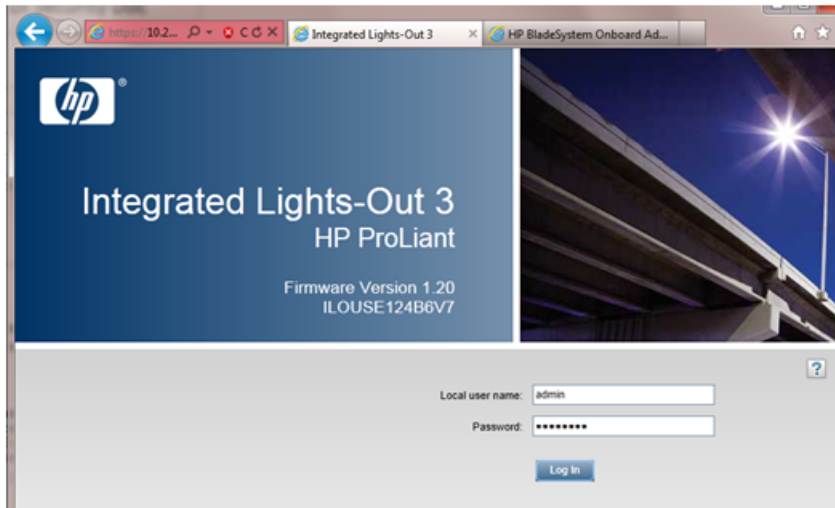 https://10.2...
Integrated Lights-Out 3
HP BladeSystem Onboard Ad...
hp
Integrated Lights-Out 3
HP ProLiant
Firmware Version 1.20
ILOUSE124B6V7
?
Local user name: admin
Password: ••••••••
Log In